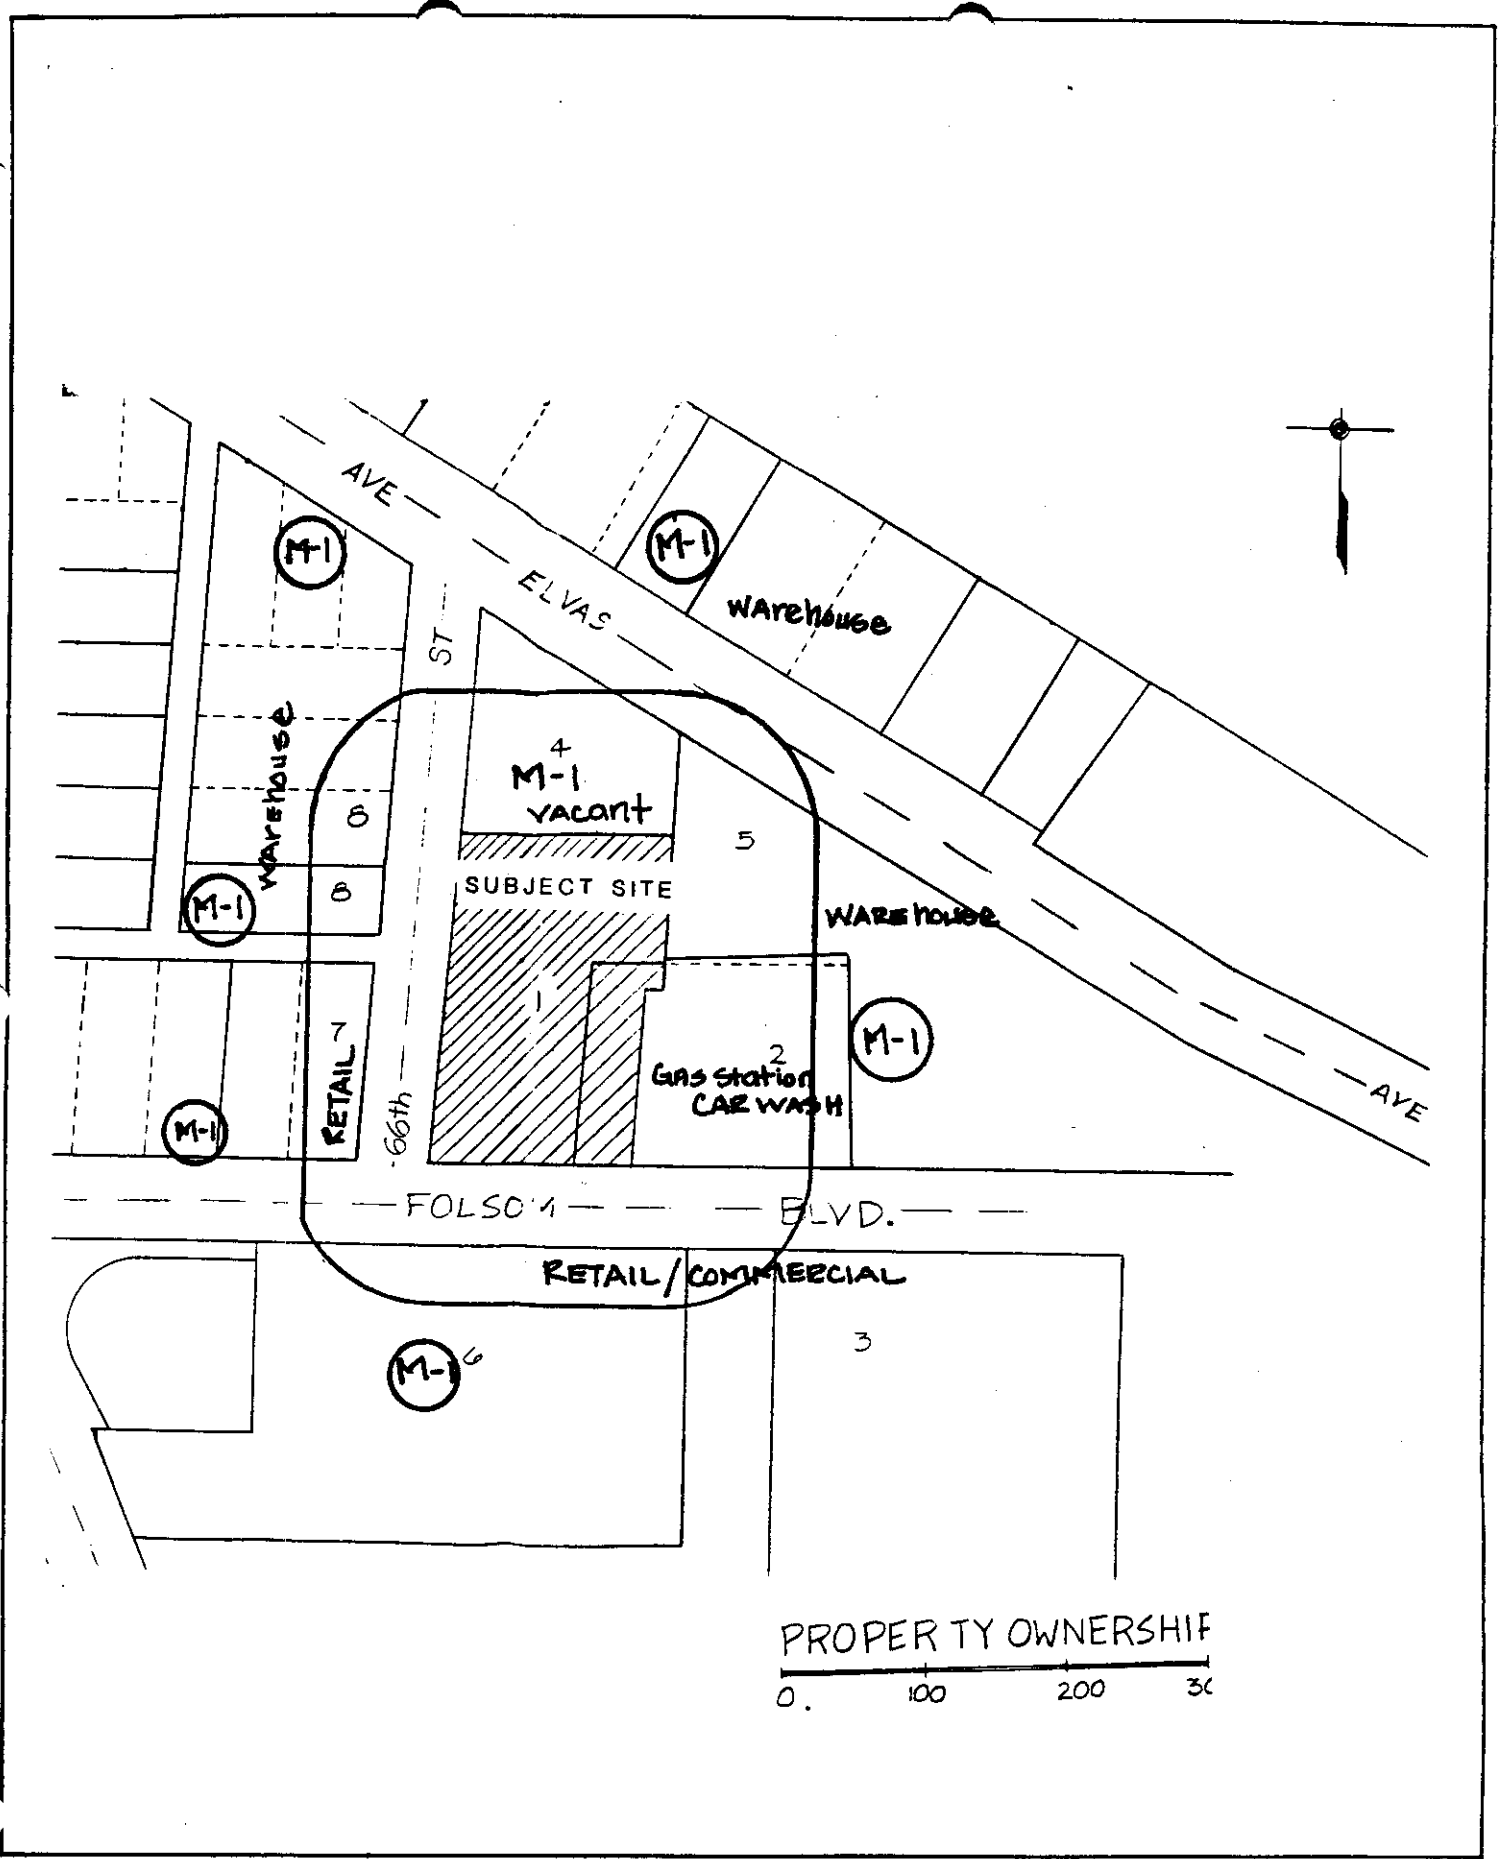 AVE
M-1
M-1
ELVAS
WArehouse
ST
4
M-1
vacant
warehouse
8
5
SUBJECT SITE
8
M-1
WAREhouse
1
7
RETAIL
2
GAS Station
CAR WASH
M-1
M-1
66th
AVE
FOLSOM BLVD.
RETAIL/COMMERCIAL
3
M-1
6
PROPERTY OWNERSHIP
0. 100 200 30